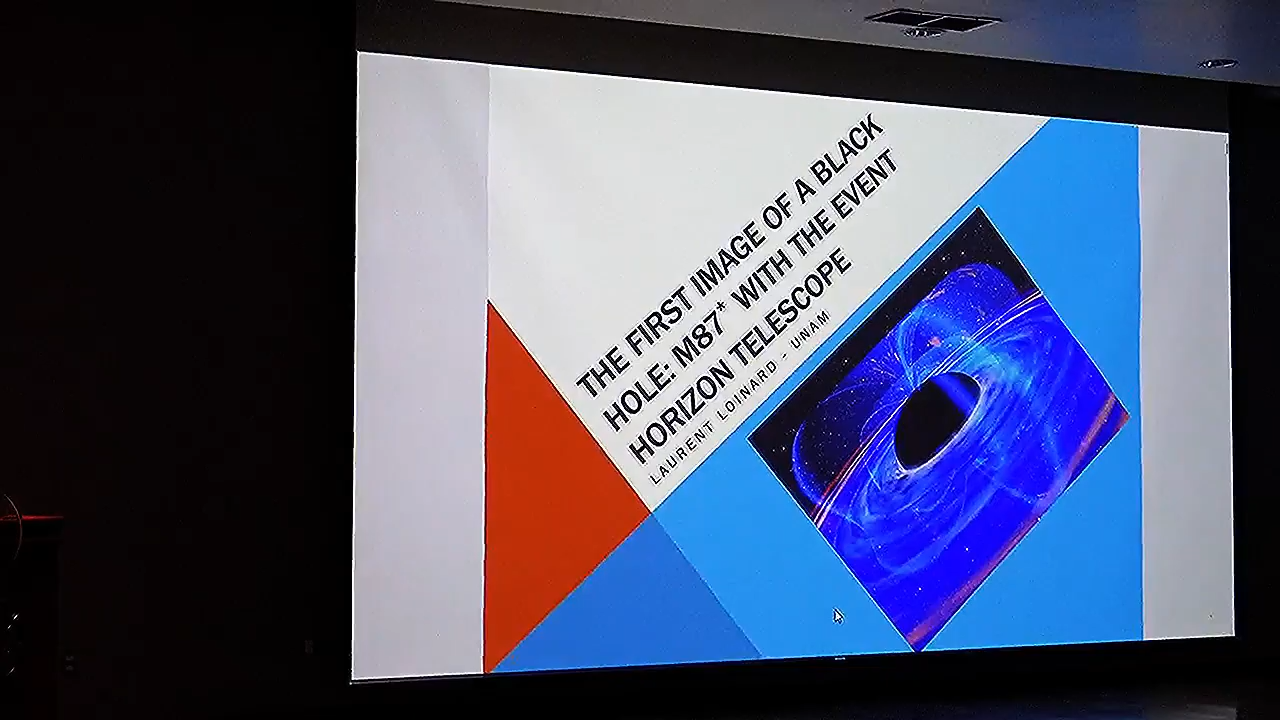 THE FIRST IMAGE OF A BLACK
HOLE: M87* WITH THE EVENT
HORIZON TELESCOPE
LAURENT LOINARD - UNAM